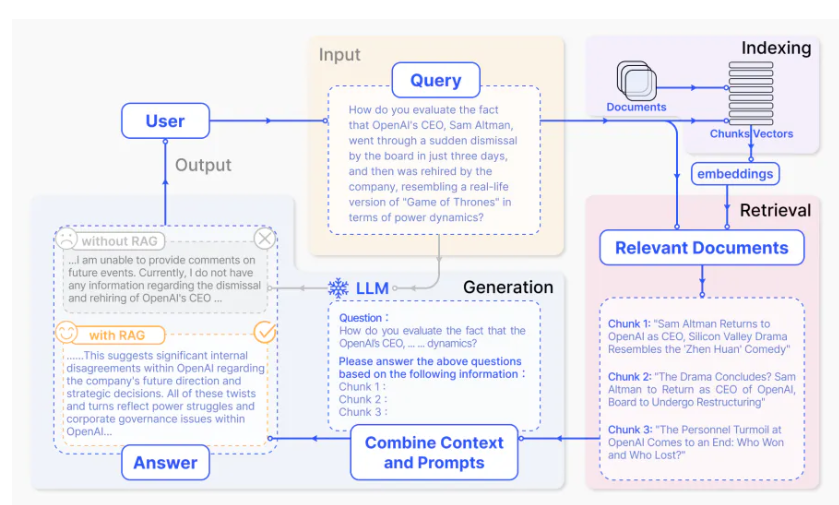 Input
Query
How do you evaluate the fact
that OpenAI's CEO, Sam Altman,
went through a sudden dismissal
by the board in just three days,
and then was rehired by the
company, resembling a real-life
version of "Game of Thrones" in
terms of power dynamics?
Indexing
Documents
Chunks Vectors
embeddings
User
Output
Retrieval
Relevant Documents
Chunk 1: "Sam Altman Returns to
OpenAI as CEO, Silicon Valley Drama
Resembles the 'Zhen Huan' Comedy"
Chunk 2: "The Drama Concludes? Sam
Altman to Return as CEO of OpenAI,
Board to Undergo Restructuring"
Chunk 3: "The Personnel Turmoil at
OpenAI Comes to an End: Who Won
and Who Lost?"
Generation
LLM
Question :
How do you evaluate the fact that the
OpenAI's CEO, ... ... dynamics?
Please answer the above questions
based on the following information :
Chunk 1 :
Chunk 2 :
Chunk 3 :
Combine Context
and Prompts
without RAG
...I am unable to provide comments on
future events. Currently, I do not have
any information regarding the dismissal
and rehiring of OpenAI's CEO ...
with RAG
......This suggests significant internal
disagreements within OpenAI regarding
the company's future direction and
strategic decisions. All of these twists
and turns reflect power struggles and
corporate governance issues within
OpenAI...
Answer